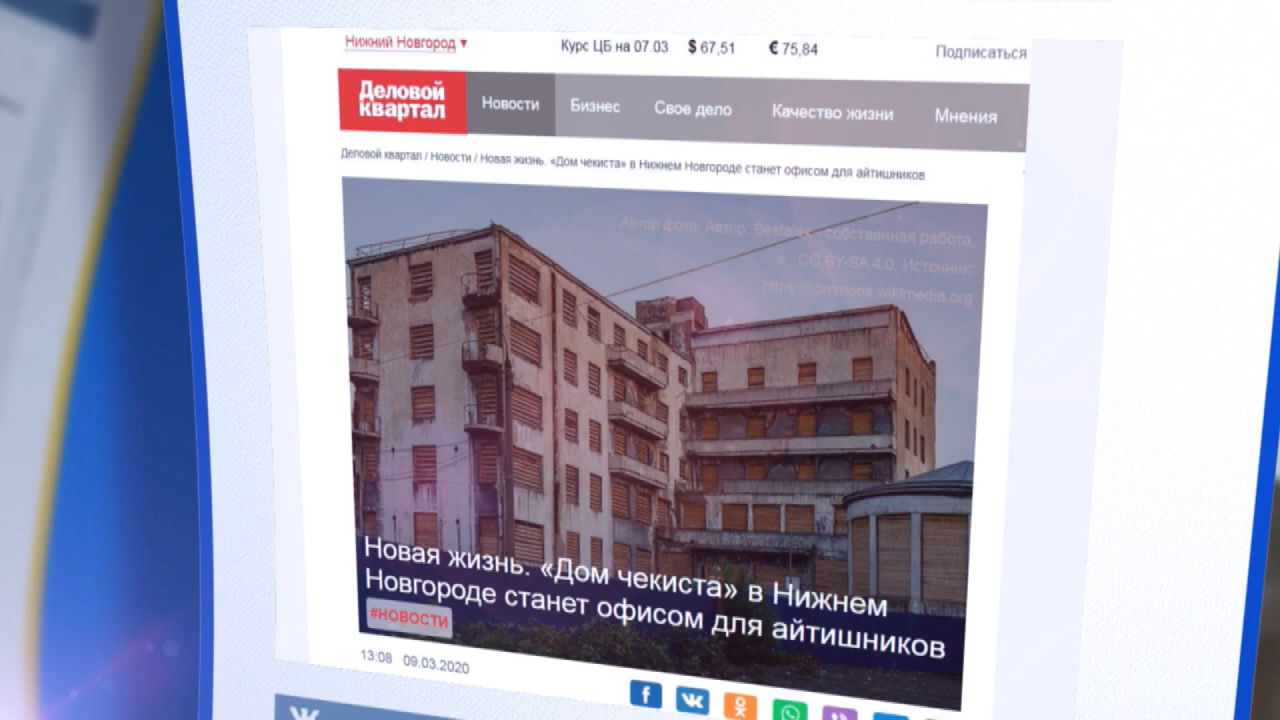 Нижний Новгород ▼
Курс ЦБ на 07.03 $ 67,51 € 75,84
Подписаться
Деловой
квартал
Новости Бизнес Свое дело Качество жизни Мнения
Деловой квартал / Новости / Новая жизнь. «Дом чекиста» в Нижнем Новгороде станет офисом для айтишников
Автор фото: Автор: собственная работа,
CC BY-SA 4.0. Источник:
https://commons.wikimedia.org
Новая жизнь. «Дом чекиста» в Нижнем
Новгороде станет офисом для айтишников
#НОВОСТИ
13:08 09.03.2020